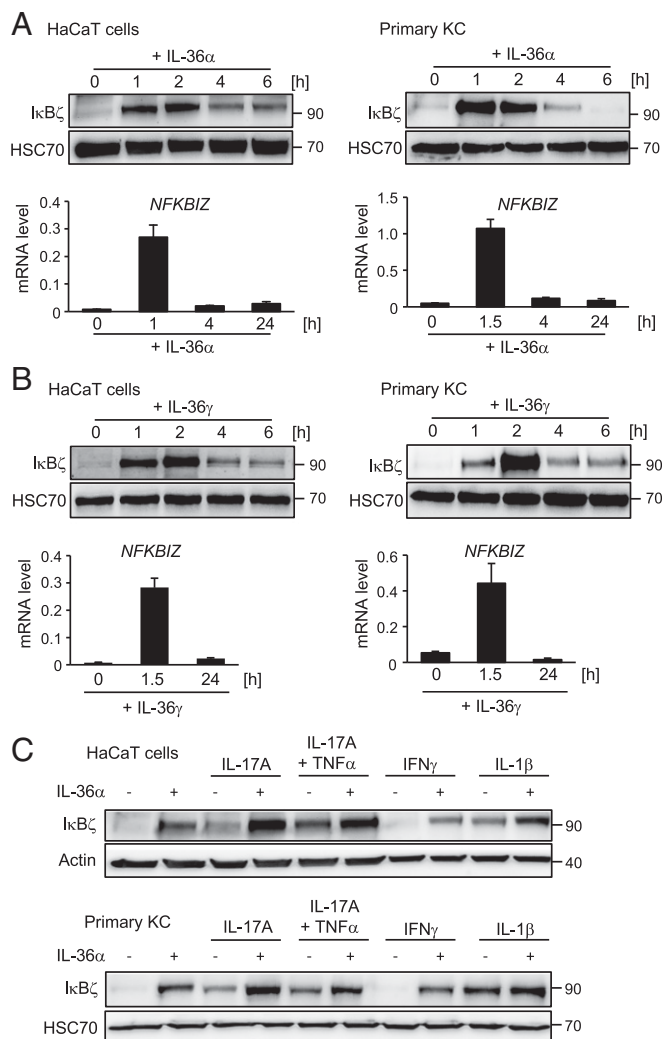 A
HaCaT cells
+ IL-36α
0 1 2 4 6 [h]
IκBζ
90
HSC70
70
NFKBIZ
mRNA level
0.4
0.3
0.2
0.1
0
0 1 4 24 [h]
+ IL-36α
Primary KC
+ IL-36α
0 1 2 4 6 [h]
IκBζ
90
HSC70
70
NFKBIZ
mRNA level
1.5
1.0
0.5
0.0
0 1.5 4 24 [h]
+ IL-36α
B
HaCaT cells
+ IL-36γ
0 1 2 4 6 [h]
IκBζ
90
HSC70
70
NFKBIZ
mRNA level
0.4
0.3
0.2
0.1
0
0 1.5 24 [h]
+ IL-36γ
Primary KC
+ IL-36γ
0 1 2 4 6 [h]
IκBζ
90
HSC70
70
NFKBIZ
mRNA level
0.6
0.4
0.2
0
0 1.5 24 [h]
+ IL-36γ
C
HaCaT cells
IL-17A
IL-17A
+ TNFα
IFNγ
IL-1β
IL-36α - + - + - + - + - +
IκBζ
90
Actin
40
Primary KC
IL-17A
IL-17A
+ TNFα
IFNγ
IL-1β
IL-36α - + - + - + - + - +
IκBζ
90
HSC70
70